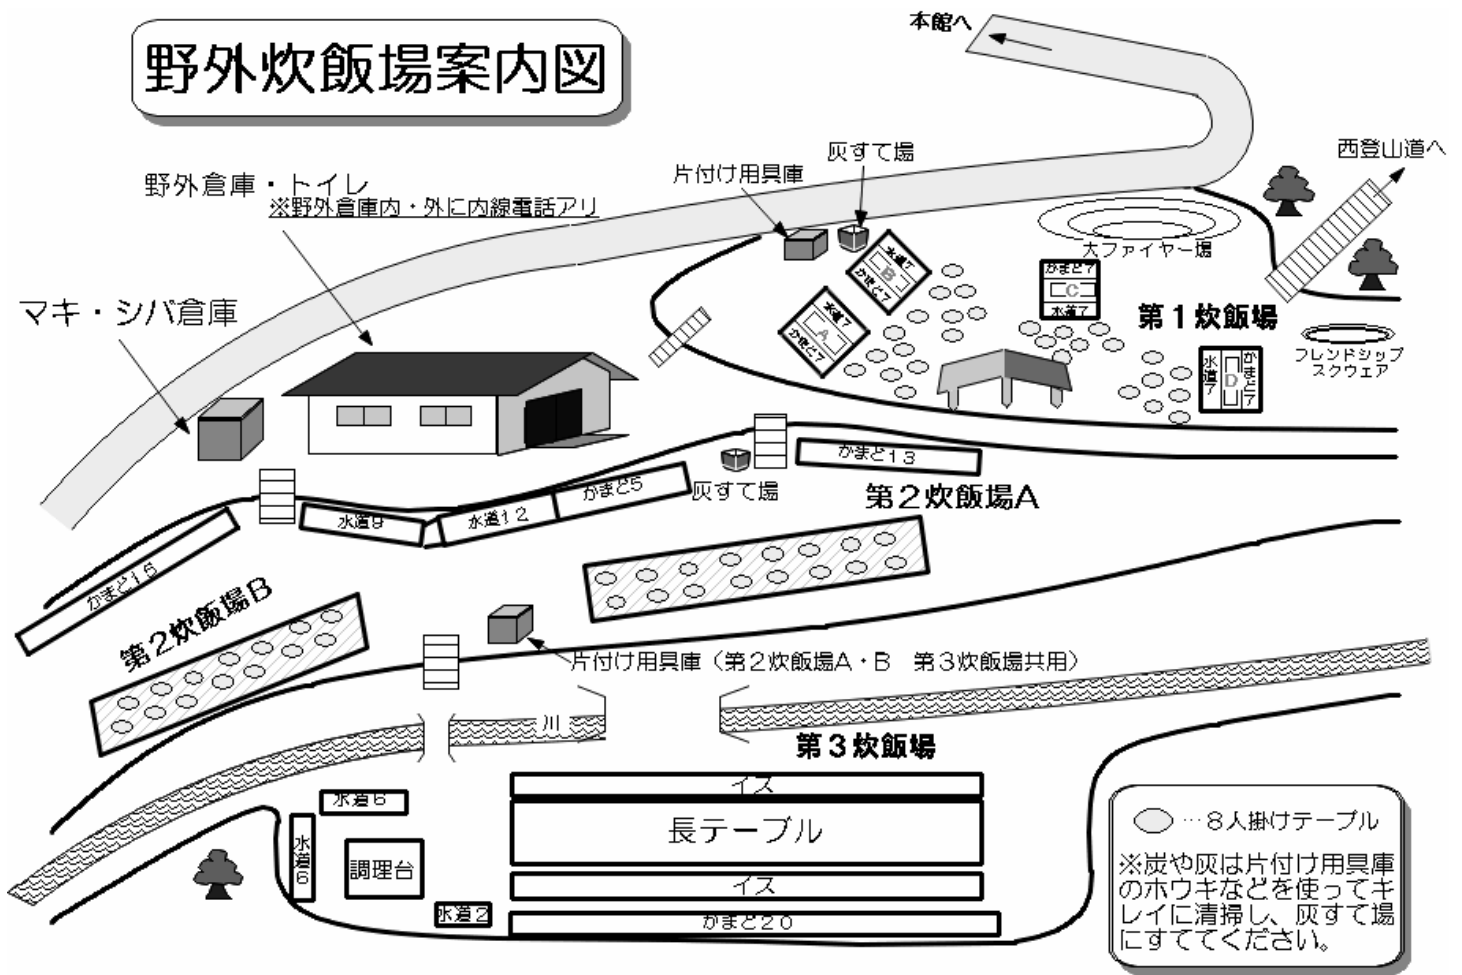 野外炊飯場案内図
本館へ
西登山道へ
灰すて場
片付け用具庫
野外倉庫・トイレ
※野外倉庫内・外に内線電話アリ
大ファイヤー場
マキ・シバ倉庫
水道7
B
かまど7
水道7
A
かまど7
かまど7
C
水道7
第1炊飯場
フレンドシップ
スクウェア
水道7
D
かまど7
かまど13
第2炊飯場A
灰すて場
かまど5
水道12
水道9
かまど15
第2炊飯場B
片付け用具庫（第2炊飯場A・B　第3炊飯場共用）
川
第3炊飯場
イス
長テーブル
イス
かまど20
水道6
水道6
調理台
水道2
…8人掛けテーブル
※炭や灰は片付け用具庫
のホウキなどを使ってキ
レイに清掃し、灰すて場
にすててください。